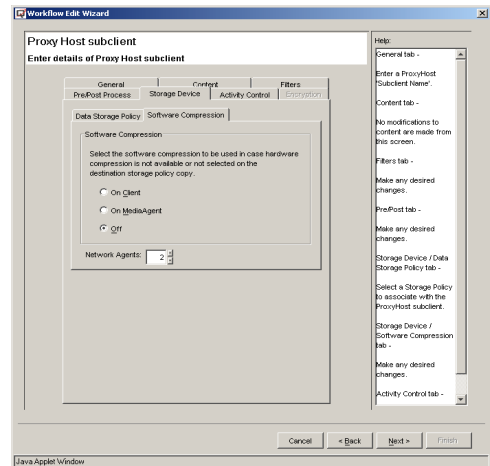 Workflow Edit Wizard
Proxy Host subclient
Enter details of Proxy Host subclient
General
Content
Filters
Pre/Post Process
Storage Device
Activity Control
Encryption
Data Storage Policy
Software Compression
Software Compression
Select the software compression to be used in case hardware
compression is not available or not selected on the
destination storage policy copy.
On Client
On MediaAgent
Off
Network Agents:
2
Help:
General tab -
Enter a ProxyHost
'Subclient Name'.
Content tab -
No modifications to
content are made from
this screen.
Filters tab -
Make any desired
changes.
Pre/Post tab -
Make any desired
changes.
Storage Device / Data
Storage Policy tab -
Select a Storage Policy
to associate with the
ProxyHost subclient.
Storage Device /
Software Compression
tab -
Make any desired
changes.
Activity Control tab -
Cancel
< Back
Next >
Finish
Java Applet Window